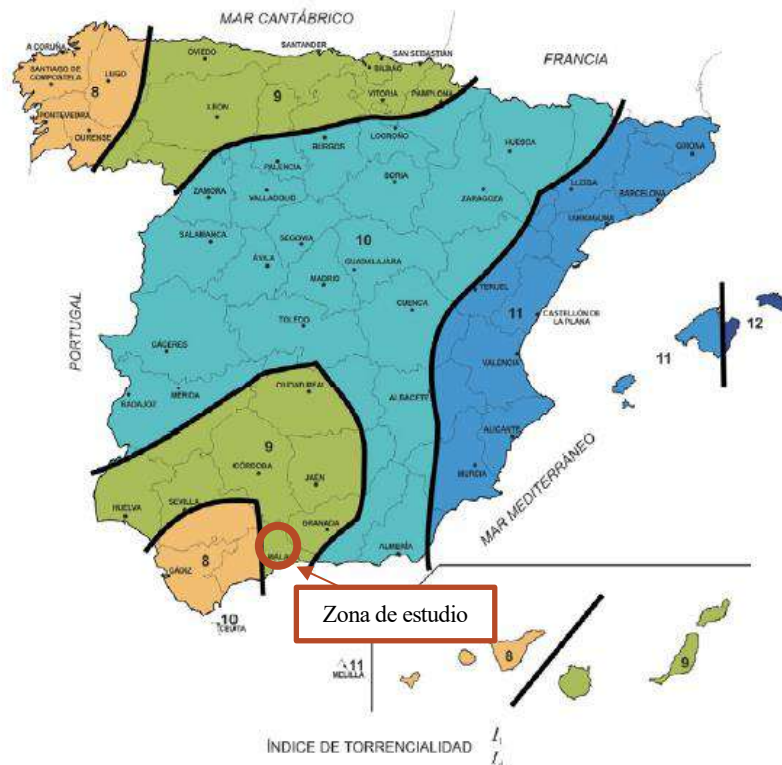 MAR CANTÁBRICO
A CORUÑA
SANTIAGO DE
COMPOSTELA
LUGO
8
PONTEVEDRA
OURENSE
OVIEDO
SANTANDER
SAN SEBASTIÁN
BILBAO
VITORIA
PAMPLONA
LEÓN
9
FRANCIA
LOGROÑO
BURGOS
PALENCIA
HUESCA
GIRONA
ZAMORA
VALLADOLID
SORIA
ZARAGOZA
LLEIDA
BARCELONA
TARRAGONA
SALAMANCA
SEGOVIA
10
ÁVILA
GUADALAJARA
MADRID
TERUEL
CUENCA
11
CASTELLÓN DE
LA PLANA
12
11
PORTUGAL
TOLEDO
CÁCERES
VALENCIA
BADAJOZ
MÉRIDA
CIUDAD REAL
ALBACETE
ALICANTE
MURCIA
MAR MEDITERRÁNEO
9
CÓRDOBA
JAÉN
HUELVA
SEVILLA
GRANADA
8
CÁDIZ
MÁLA
ALMERÍA
10
CEUTA
Zona de estudio
11
MELILLA
8
9
ÍNDICE DE TORRENCIALIDAD